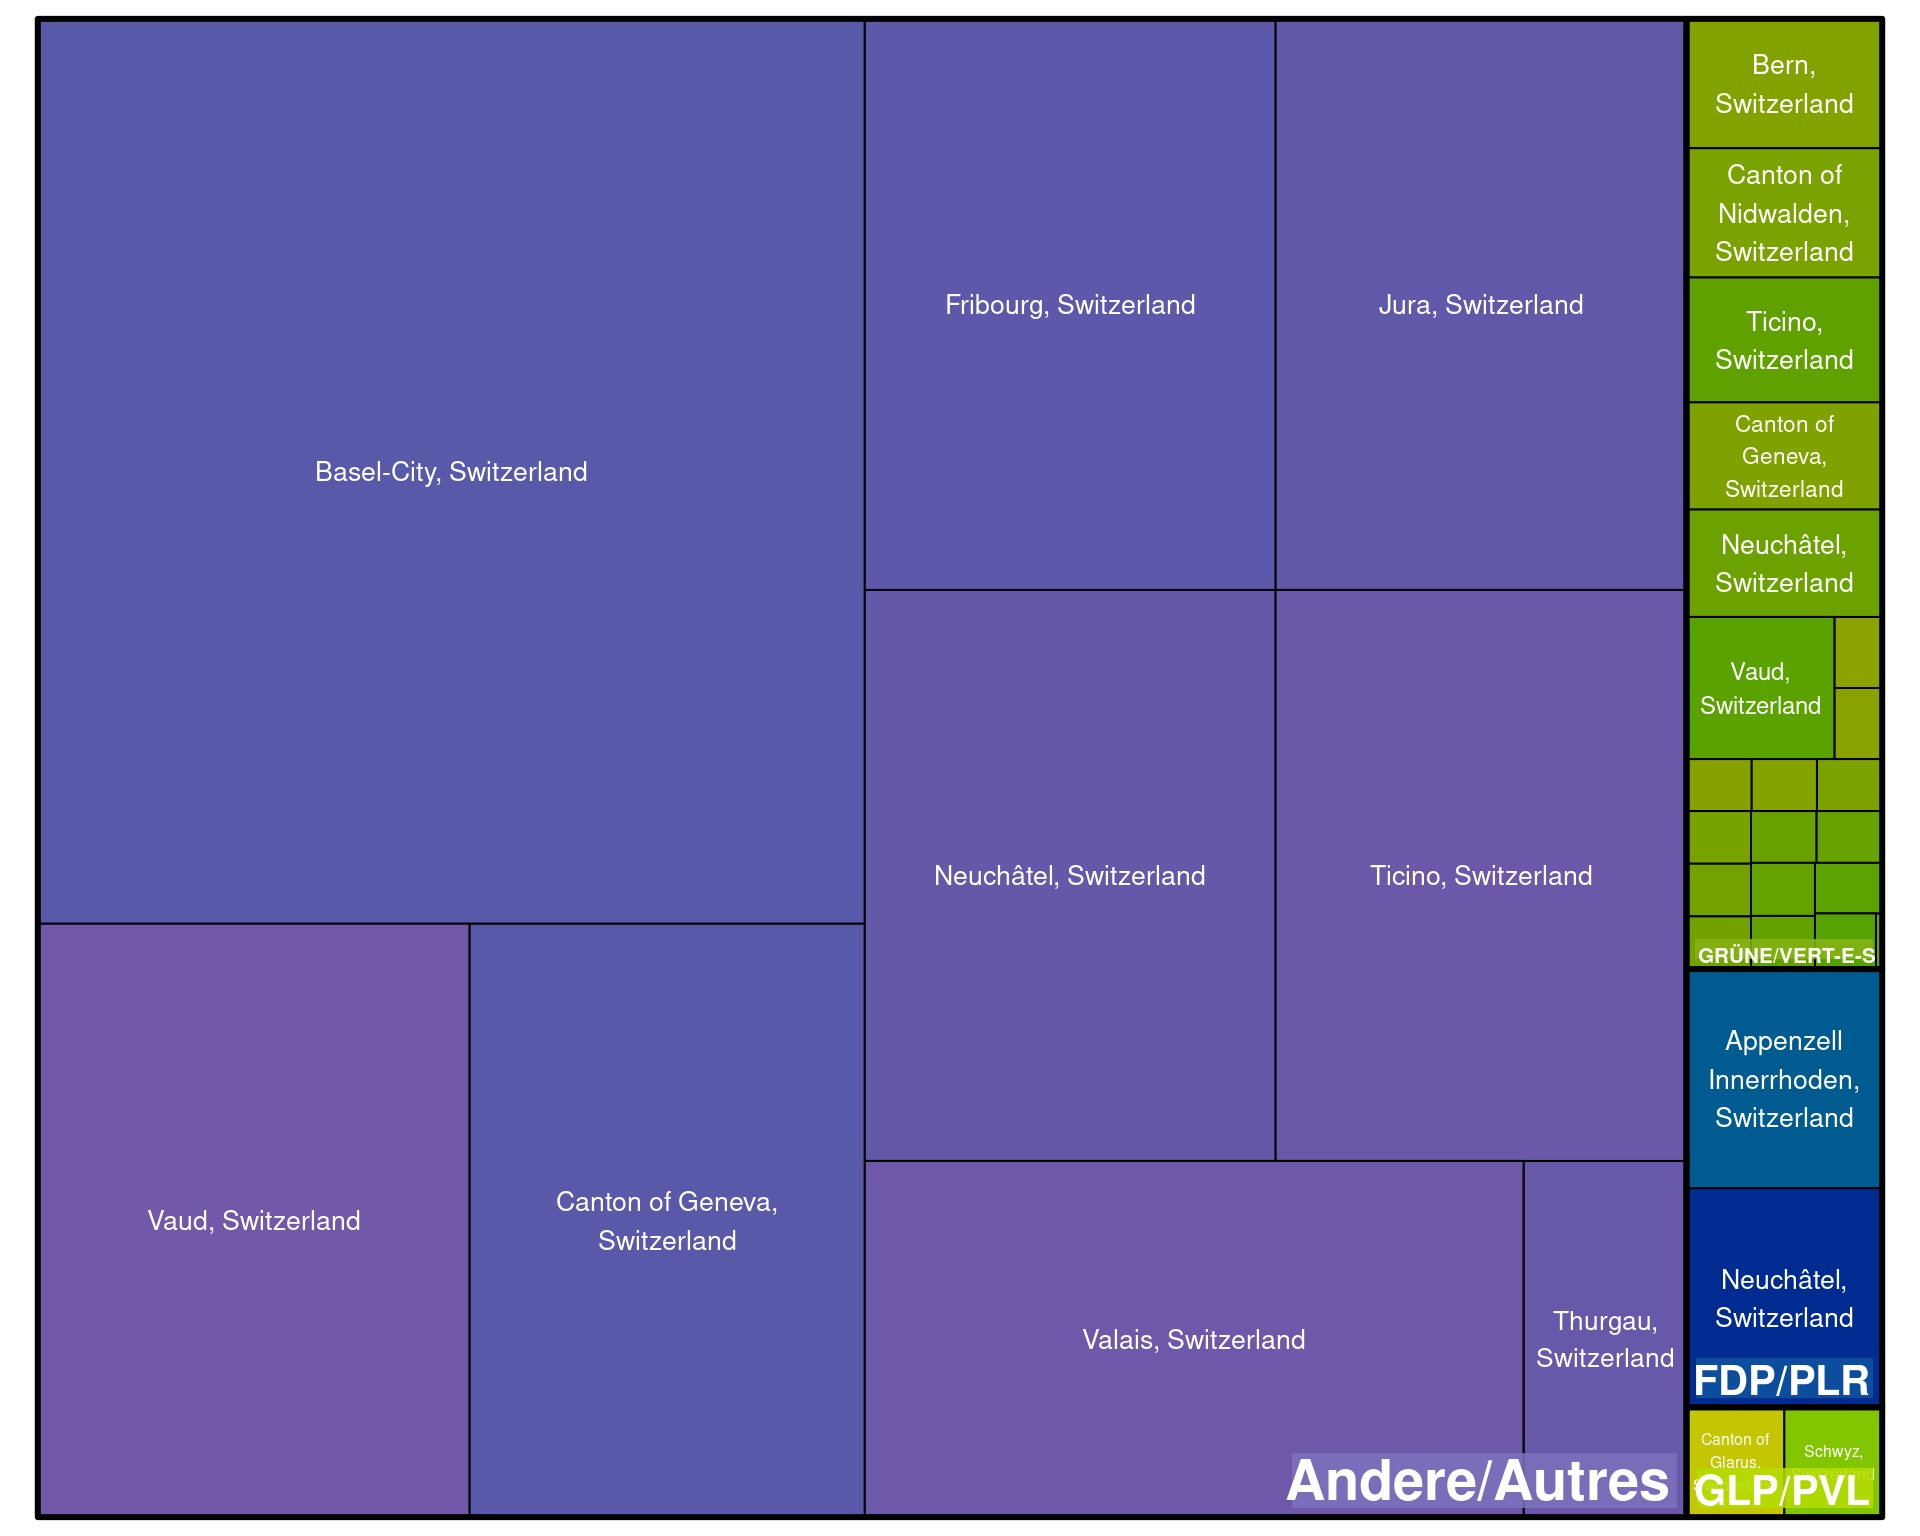 Basel-City, Switzerland
Fribourg, Switzerland
Jura, Switzerland
Neuchâtel, Switzerland
Ticino, Switzerland
Vaud, Switzerland
Canton of Geneva,
Switzerland
Valais, Switzerland
Thurgau,
Switzerland
Andere/Autres
Bern,
Switzerland
Canton of
Nidwalden,
Switzerland
Ticino,
Switzerland
Canton of
Geneva,
Switzerland
Neuchâtel,
Switzerland
Vaud,
Switzerland
GRÜNE/VERT-E-S
Appenzell
Innerrhoden,
Switzerland
Neuchâtel,
Switzerland
FDP/PLR
Canton of
Glarus,
Schwyz,
GLP/PVL